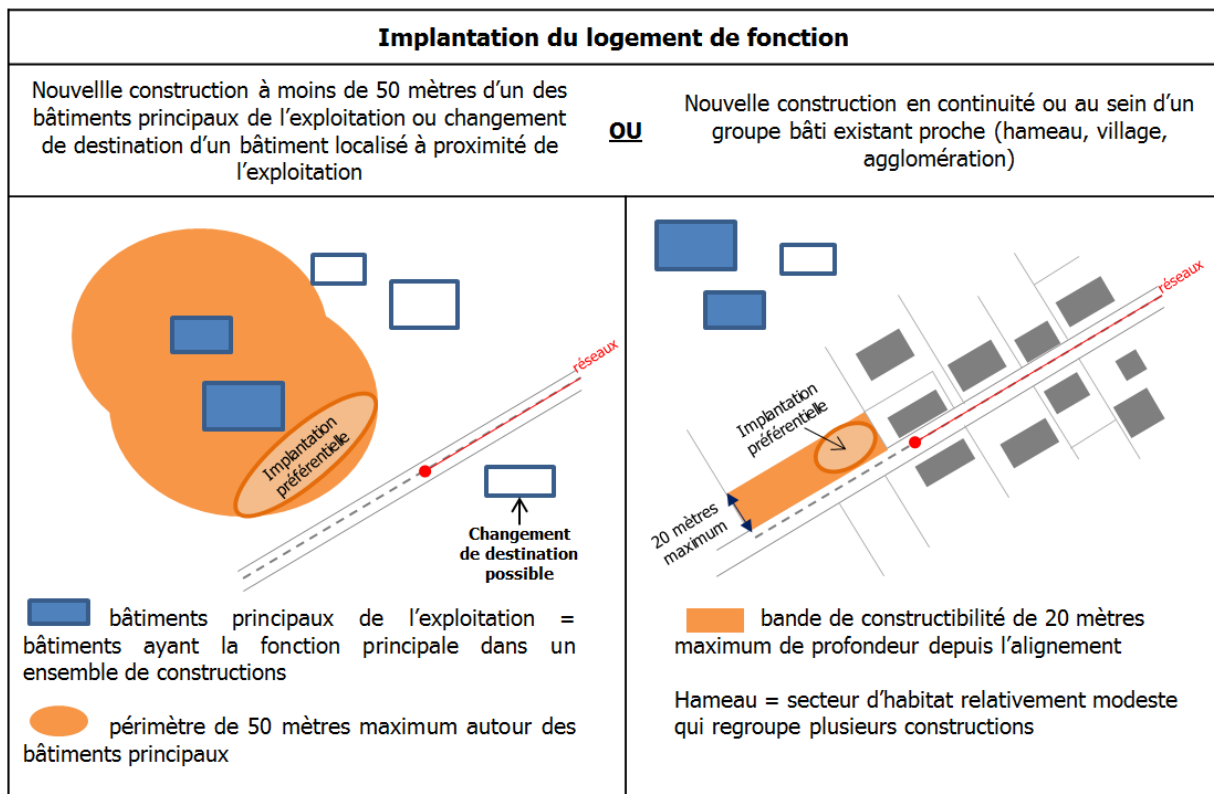 Implantation du logement de fonction
Nouvellle construction à moins de 50 mètres d’un des
bâtiments principaux de l’exploitation ou changement
de destination d’un bâtiment localisé à proximité de
l’exploitation
OU
Nouvelle construction en continuité ou au sein d’un
groupe bâti existant proche (hameau, village,
agglomération)
réseaux
Implantation
préférentielle
Changement
de destination
possible
bâtiments principaux de l’exploitation =
bâtiments ayant la fonction principale dans un
ensemble de constructions
périmètre de 50 mètres maximum autour des
bâtiments principaux
réseaux
Implantation
préférentielle
20 mètres
maximum
bande de constructibilité de 20 mètres
maximum de profondeur depuis l’alignement
Hameau = secteur d’habitat relativement modeste
qui regroupe plusieurs constructions